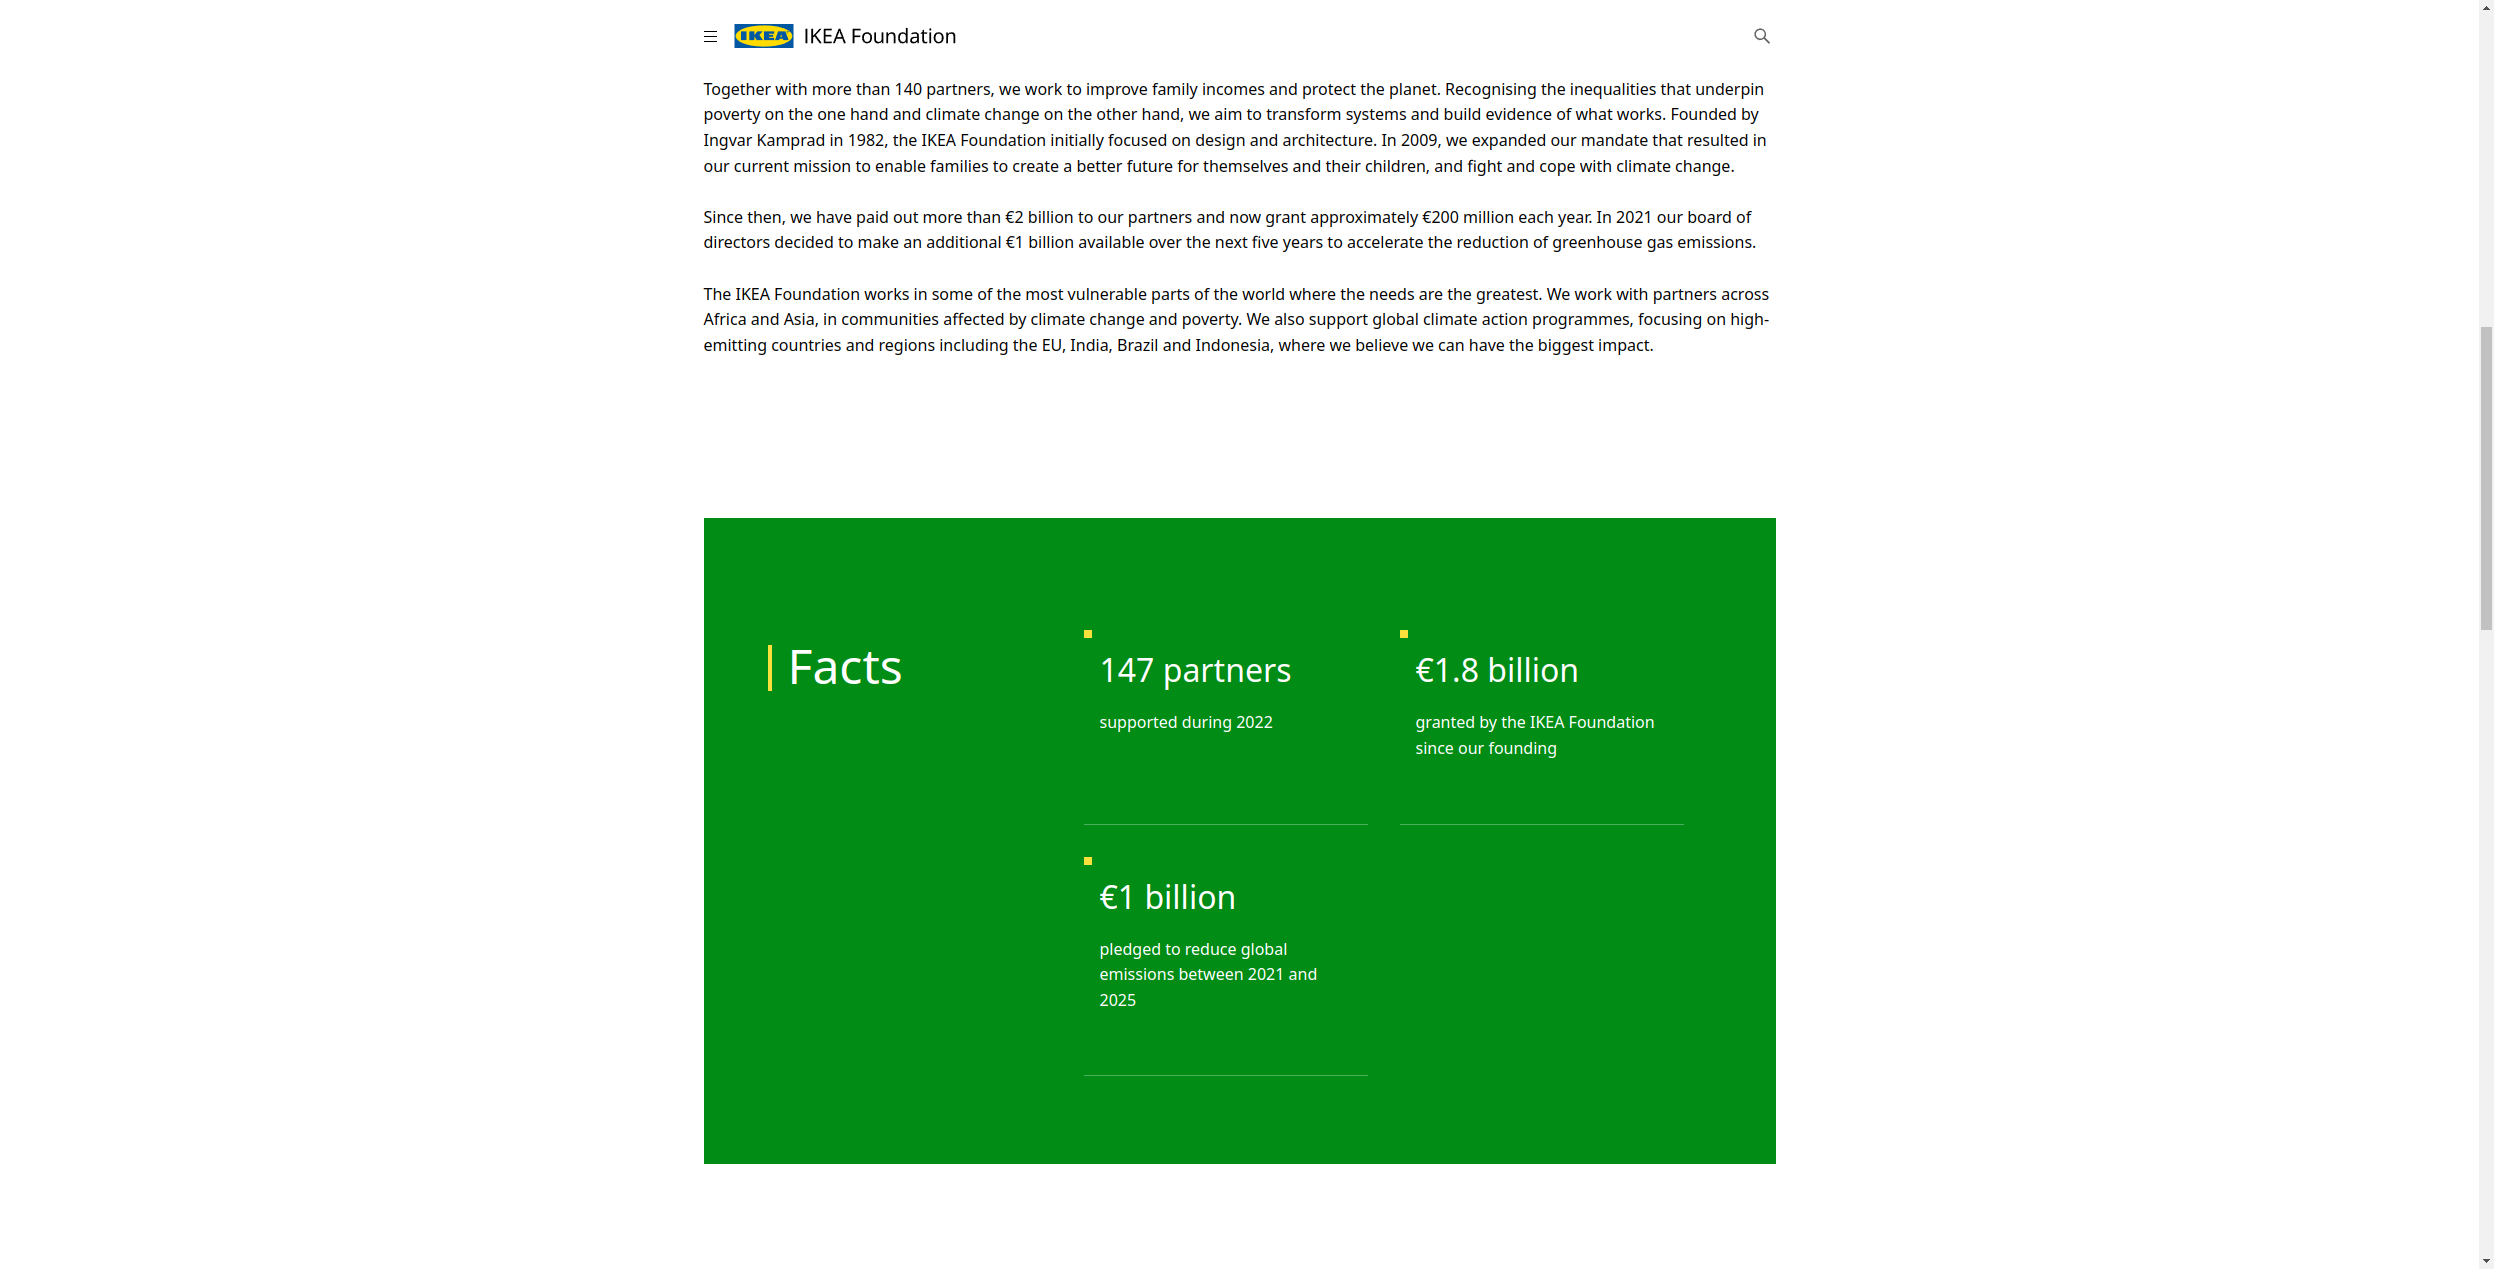 IKEA IKEA Foundation
Together with more than 140 partners, we work to improve family incomes and protect the planet. Recognising the inequalities that underpin
poverty on the one hand and climate change on the other hand, we aim to transform systems and build evidence of what works. Founded by
Ingvar Kamprad in 1982, the IKEA Foundation initially focused on design and architecture. In 2009, we expanded our mandate that resulted in
our current mission to enable families to create a better future for themselves and their children, and fight and cope with climate change.
Since then, we have paid out more than €2 billion to our partners and now grant approximately €200 million each year. In 2021 our board of
directors decided to make an additional €1 billion available over the next five years to accelerate the reduction of greenhouse gas emissions.
The IKEA Foundation works in some of the most vulnerable parts of the world where the needs are the greatest. We work with partners across
Africa and Asia, in communities affected by climate change and poverty. We also support global climate action programmes, focusing on high-
emitting countries and regions including the EU, India, Brazil and Indonesia, where we believe we can have the biggest impact.
Facts
147 partners
supported during 2022
€1.8 billion
granted by the IKEA Foundation
since our founding
€1 billion
pledged to reduce global
emissions between 2021 and
2025